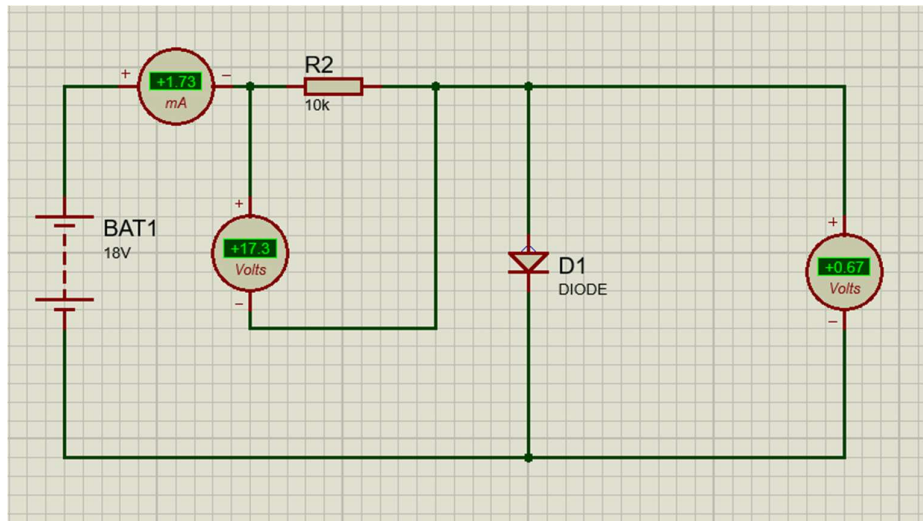 + +1.73 −
mA
R2
10k
BAT1
18V
+
+17.3
Volts
−
D1
DIODE
+
+0.67
Volts
−